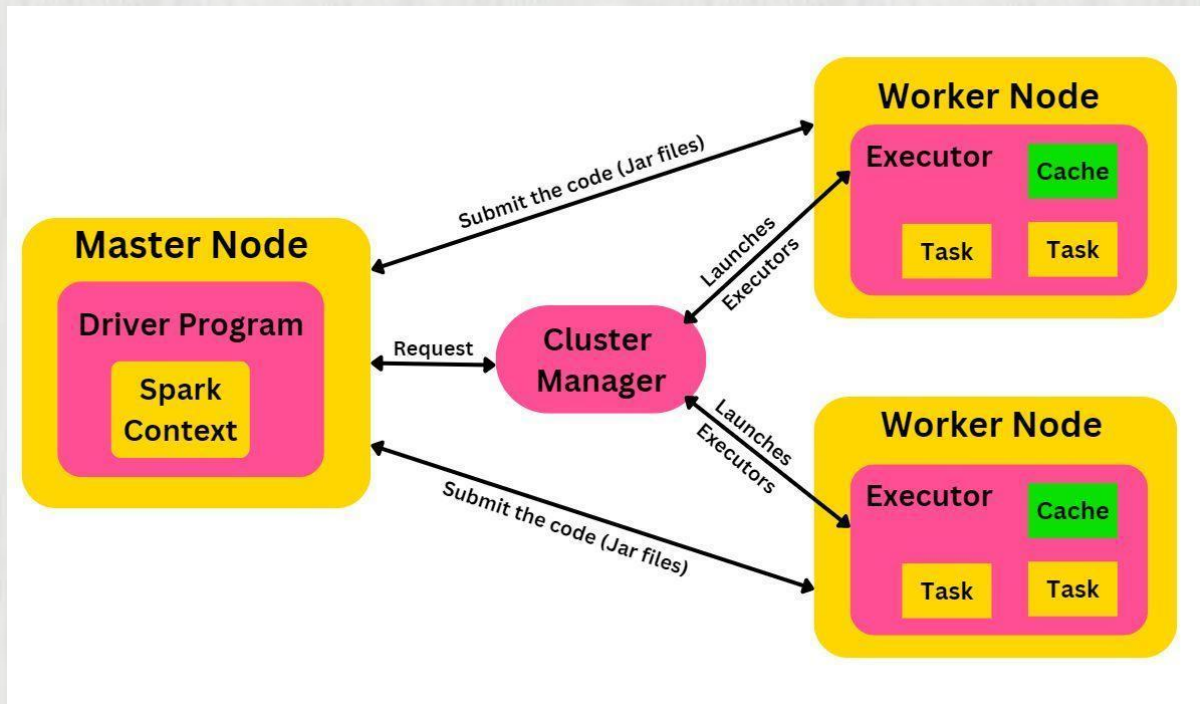 Master Node
Driver Program
Spark
Context
Submit the code (Jar files)
Request
Submit the code (Jar files)
Cluster
Manager
Launches
Executors
Launches
Executors
Worker Node
Executor
Cache
Task
Task
Worker Node
Executor
Cache
Task
Task